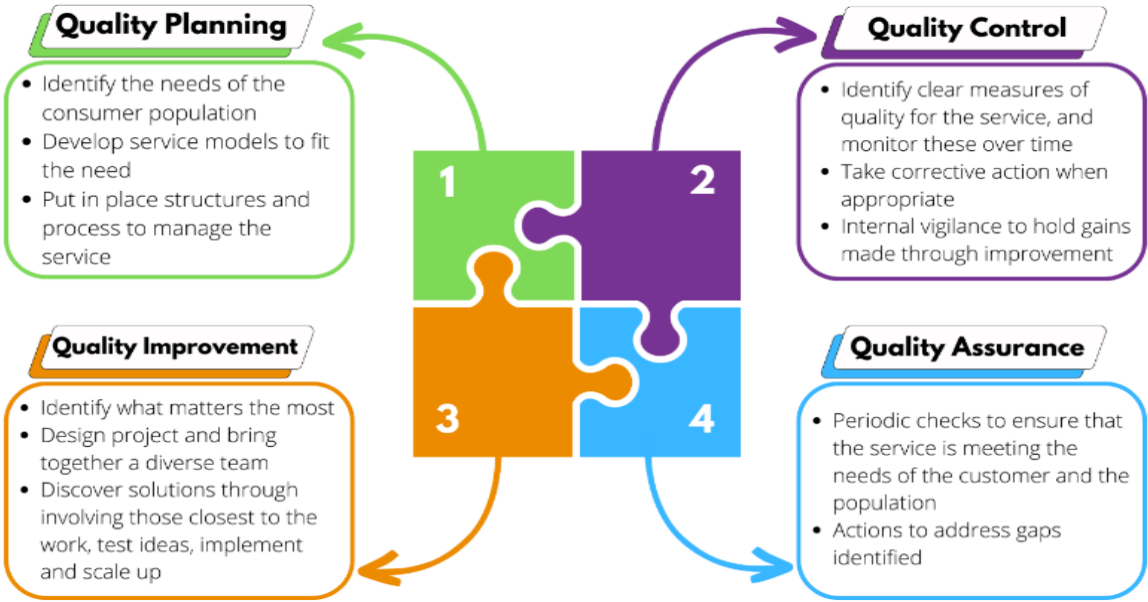 Quality Planning
• Identify the needs of the
consumer population
• Develop service models to fit
the need
• Put in place structures and
process to manage the
service
Quality Control
• Identify clear measures of
quality for the service, and
monitor these over time
• Take corrective action when
appropriate
• Internal vigilance to hold gains
made through improvement
1
2
3
4
Quality Improvement
• Identify what matters the most
• Design project and bring
together a diverse team
• Discover solutions through
involving those closest to the
work, test ideas, implement
and scale up
Quality Assurance
• Periodic checks to ensure that
the service is meeting the
needs of the customer and the
population
• Actions to address gaps
identified